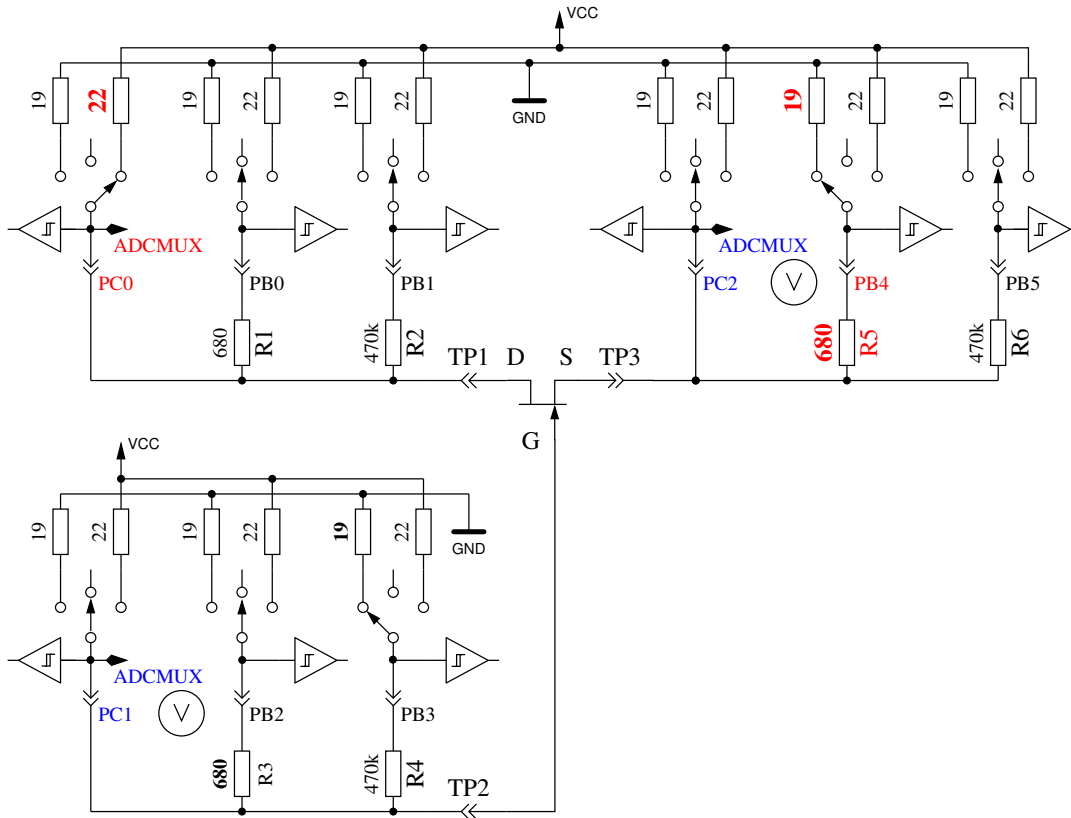 VCC
19
22
19
22
19
22
GND
19
22
19
22
19
22
ADCMUX
PC0
PB0
PB1
ADCMUX
PC2
V
PB4
PB5
680
R1
470k
R2
680
R5
470k
R6
TP1
D
S
TP3
G
VCC
19
22
19
22
19
22
GND
ADCMUX
PC1
V
PB2
PB3
680
R3
470k
R4
TP2